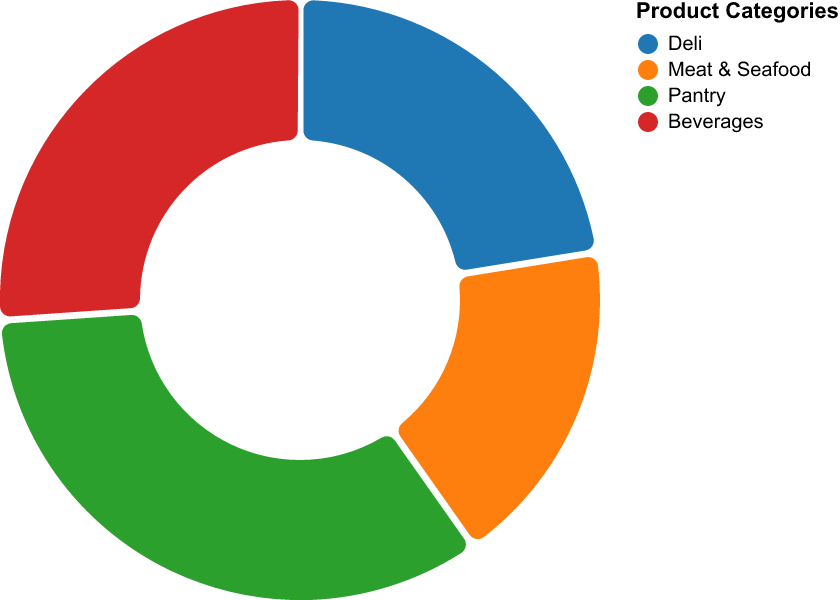 Product Categories
Deli
Meat & Seafood
Pantry
Beverages